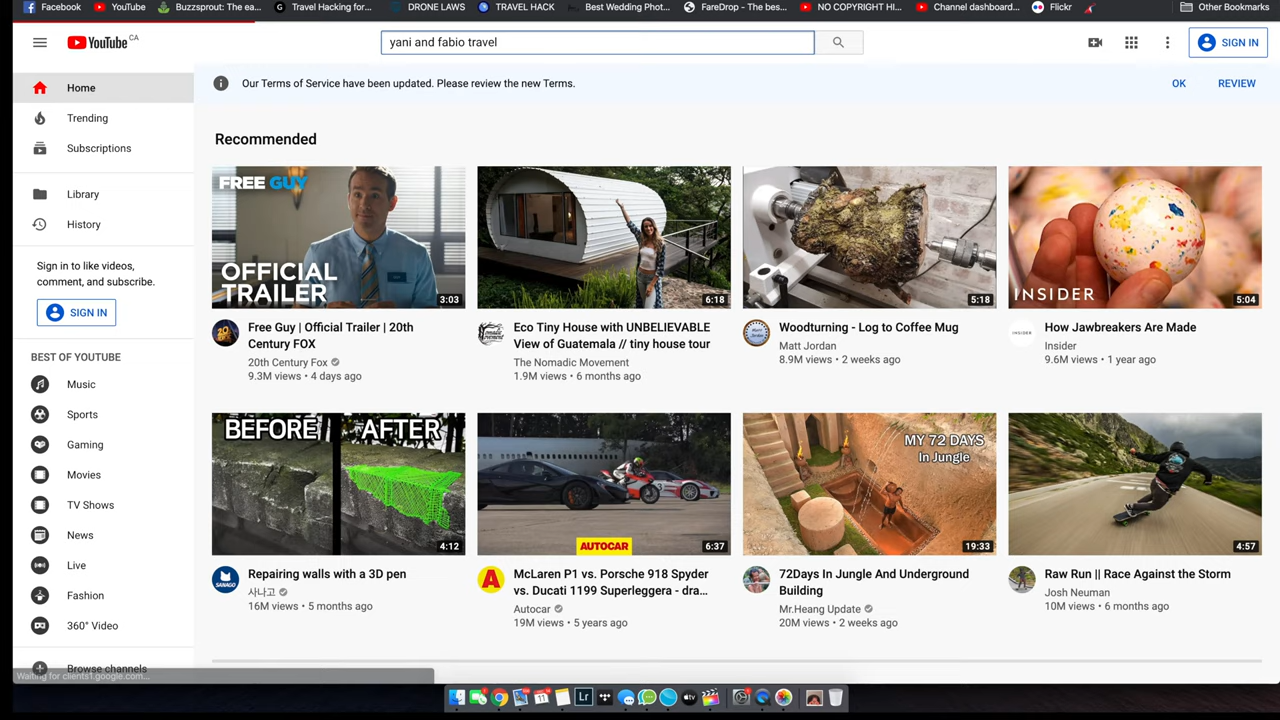 Facebook
YouTube
Buzzsprout: The ea...
Travel Hacking for...
DRONE LAWS
TRAVEL HACK
Best Wedding Phot...
FareDrop - The bes...
NO COPYRIGHT HI...
Channel dashboard...
Flickr
Other Bookmarks
YouTube CA
yani and fabio travel
SIGN IN
Home
Trending
Subscriptions
Library
History
Sign in to like videos,
comment, and subscribe.
SIGN IN
BEST OF YOUTUBE
Music
Sports
Gaming
Movies
TV Shows
News
Live
Fashion
360° Video
Browse channels
Waiting for clients1.google.com...
Our Terms of Service have been updated. Please review the new Terms.
OK
REVIEW
Recommended
FREE GUY
OFFICIAL
TRAILER
3:03
Free Guy | Official Trailer | 20th
Century FOX
20th Century Fox
9.3M views • 4 days ago
6:18
Eco Tiny House with UNBELIEVABLE
View of Guatemala // tiny house tour
The Nomadic Movement
1.9M views • 6 months ago
5:18
Woodturning - Log to Coffee Mug
Matt Jordan
8.9M views • 2 weeks ago
INSIDER
5:04
INSIDER
How Jawbreakers Are Made
Insider
9.6M views • 1 year ago
BEFORE
AFTER
4:12
SANAGO
Repairing walls with a 3D pen
사나고
16M views • 5 months ago
AUTOCAR
6:37
A
McLaren P1 vs. Porsche 918 Spyder
vs. Ducati 1199 Superleggera - dra...
Autocar
19M views • 5 years ago
MY 72 DAYS
In Jungle
19:33
72Days In Jungle And Underground
Building
Mr.Heang Update
20M views • 2 weeks ago
4:57
Raw Run || Race Against the Storm
Josh Neuman
10M views • 6 months ago
Lr
tv